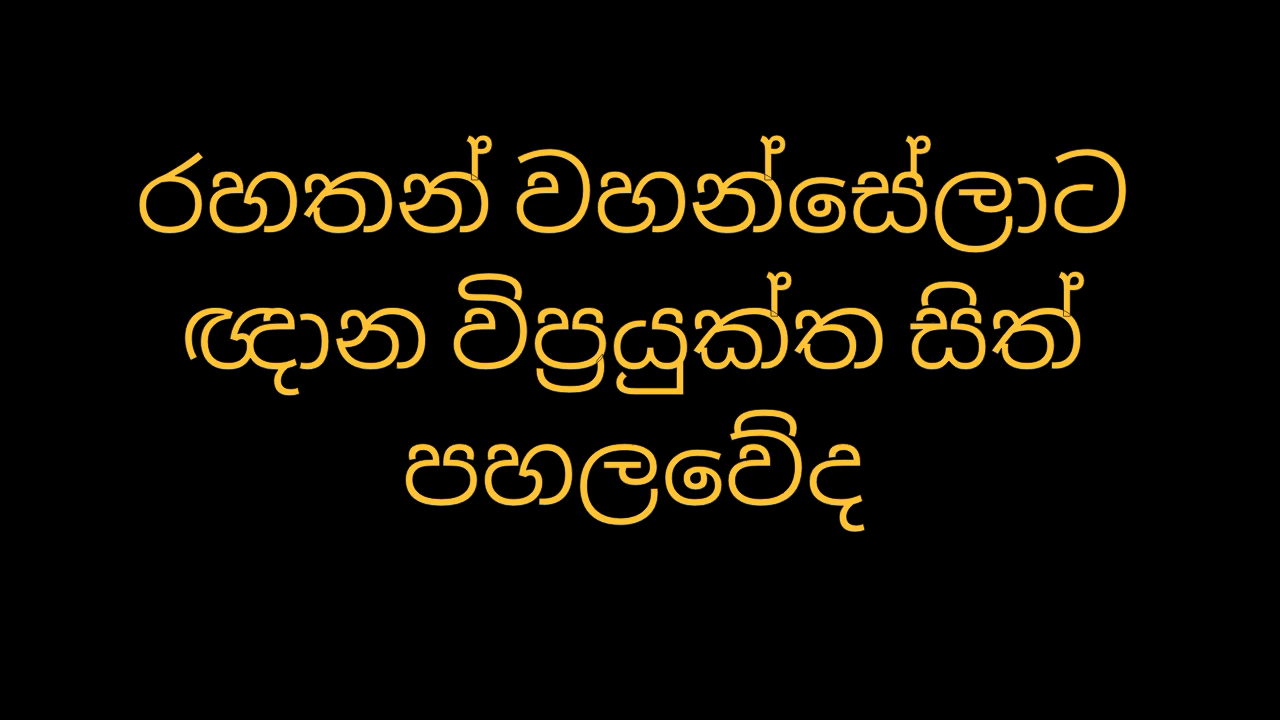 රහතන් වහන්සේලාට
ඥාන විප්‍රයුක්ත සිත්
පහලවේද